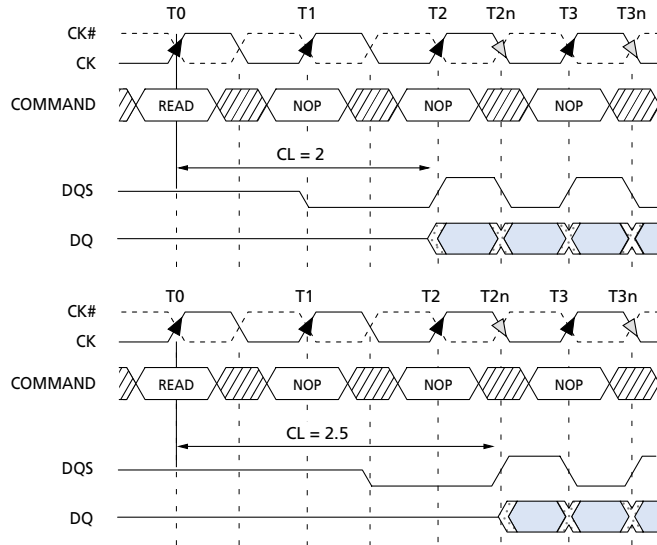 T0 T1 T2 T2n T3 T3n
CK#
CK
COMMAND READ NOP NOP NOP
CL = 2
DQS
DQ
T0 T1 T2 T2n T3 T3n
CK#
CK
COMMAND READ NOP NOP NOP
CL = 2.5
DQS
DQ